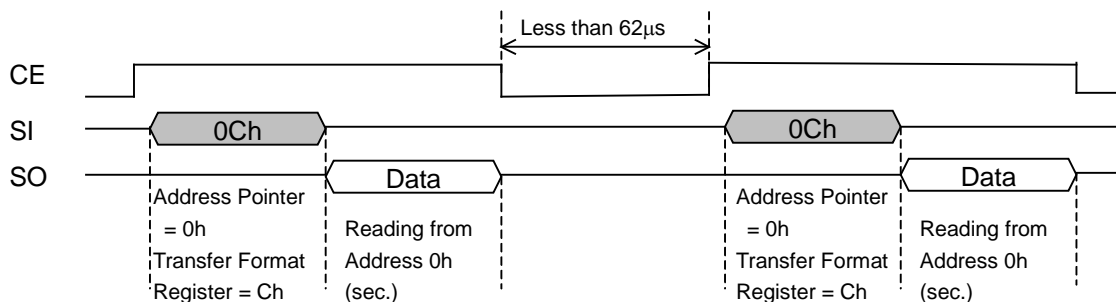 Less than 62μs
CE
SI
0Ch
0Ch
SO
Data
Data
Address Pointer
= 0h
Transfer Format
Register = Ch
Reading from
Address 0h
(sec.)
Address Pointer
= 0h
Transfer Format
Register = Ch
Reading from
Address 0h
(sec.)